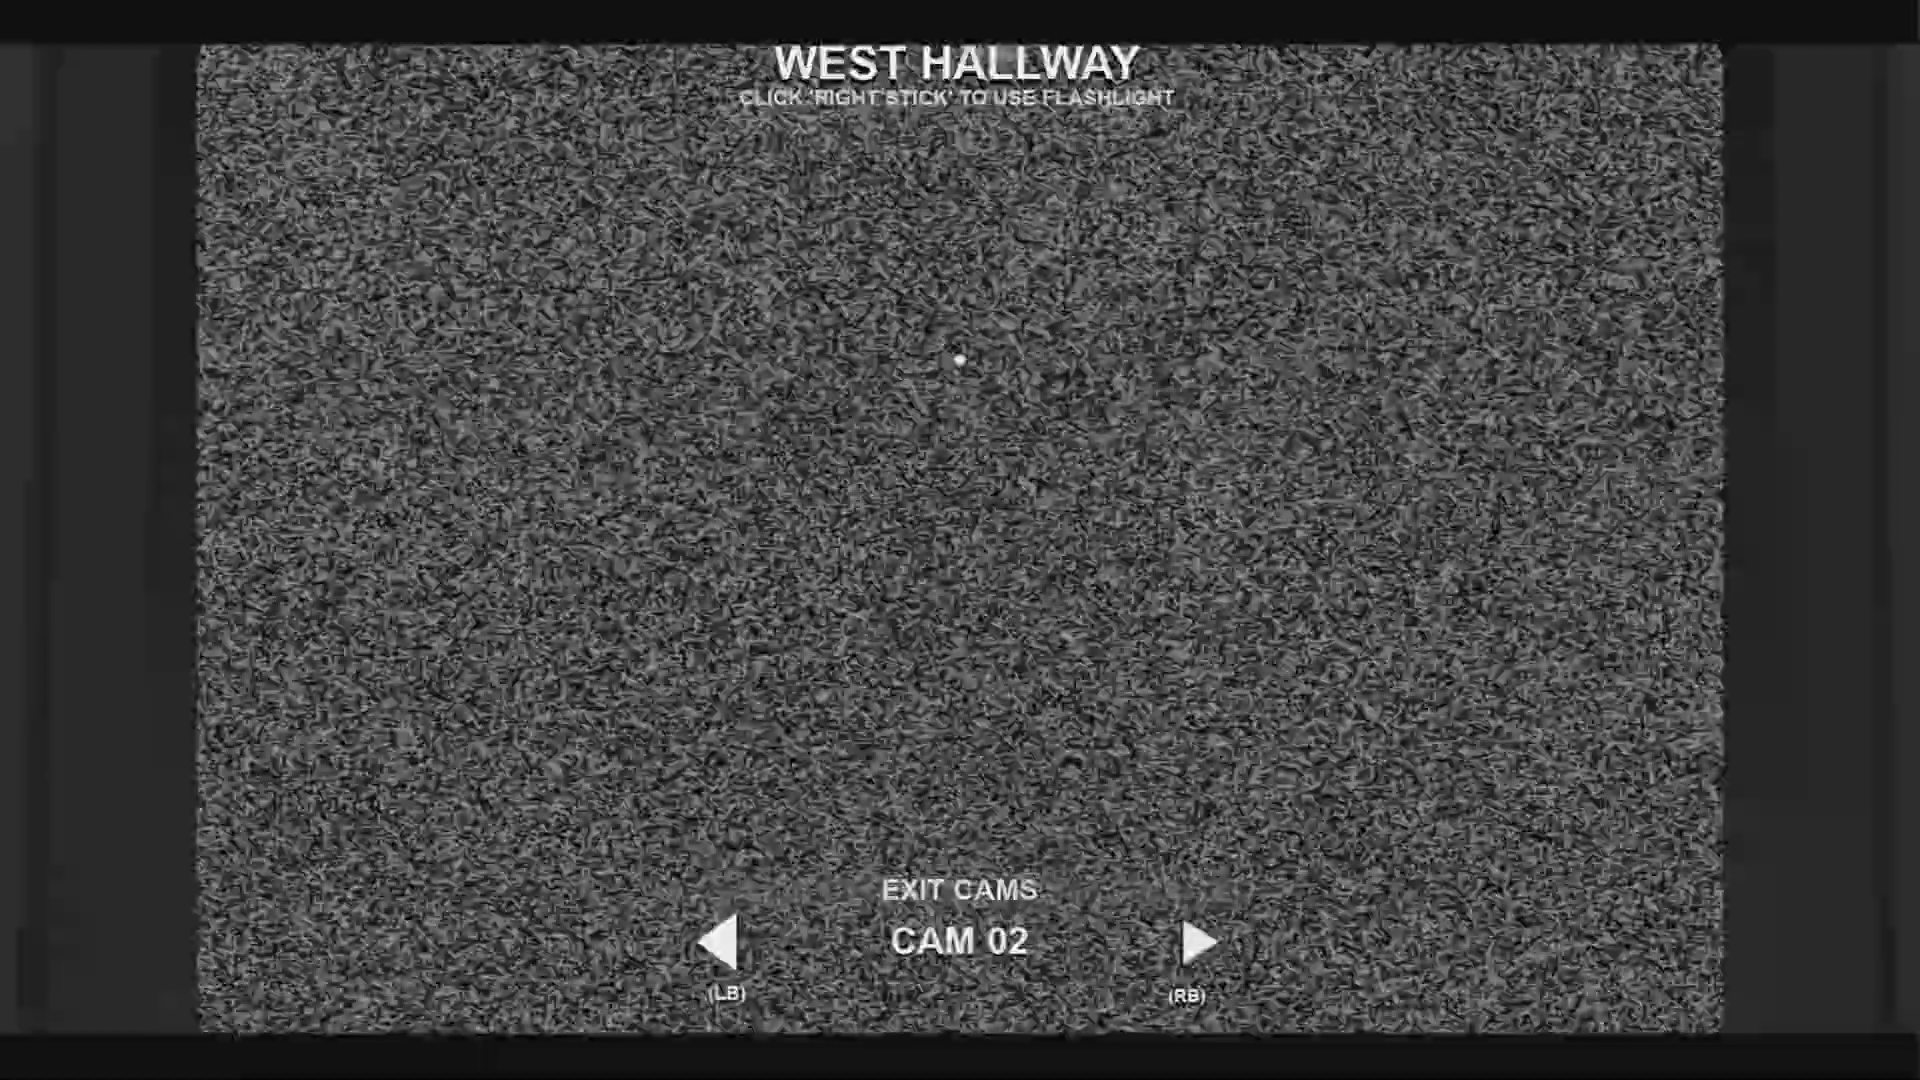 WEST HALLWAY
CLICK 'RIGHT STICK' TO USE FLASHLIGHT
EXIT CAMS
CAM 02
(LB)
(RB)